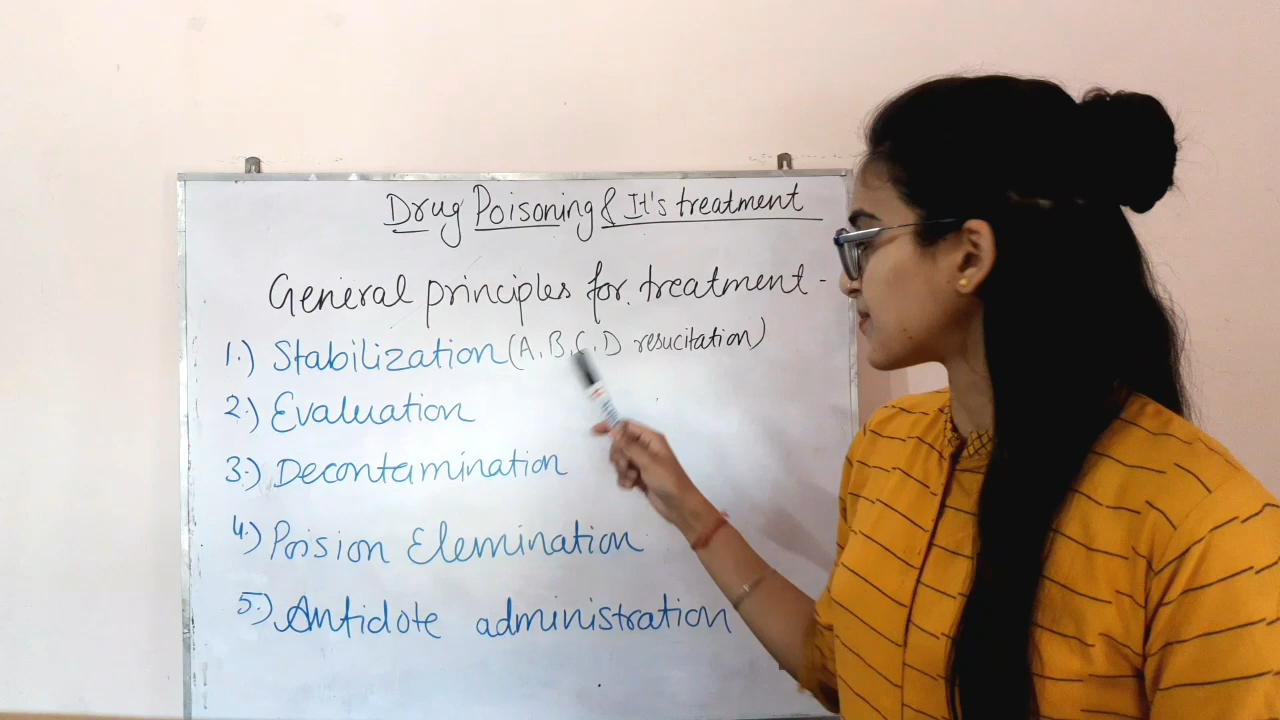 Drug Poisoning & It's treatment
General principles for treatment -
1.) Stabilization (A, B, C, D resucitation)
2.) Evaluation
3.) Decontamination
4.) Poision Elemination
5.) Antidote administration